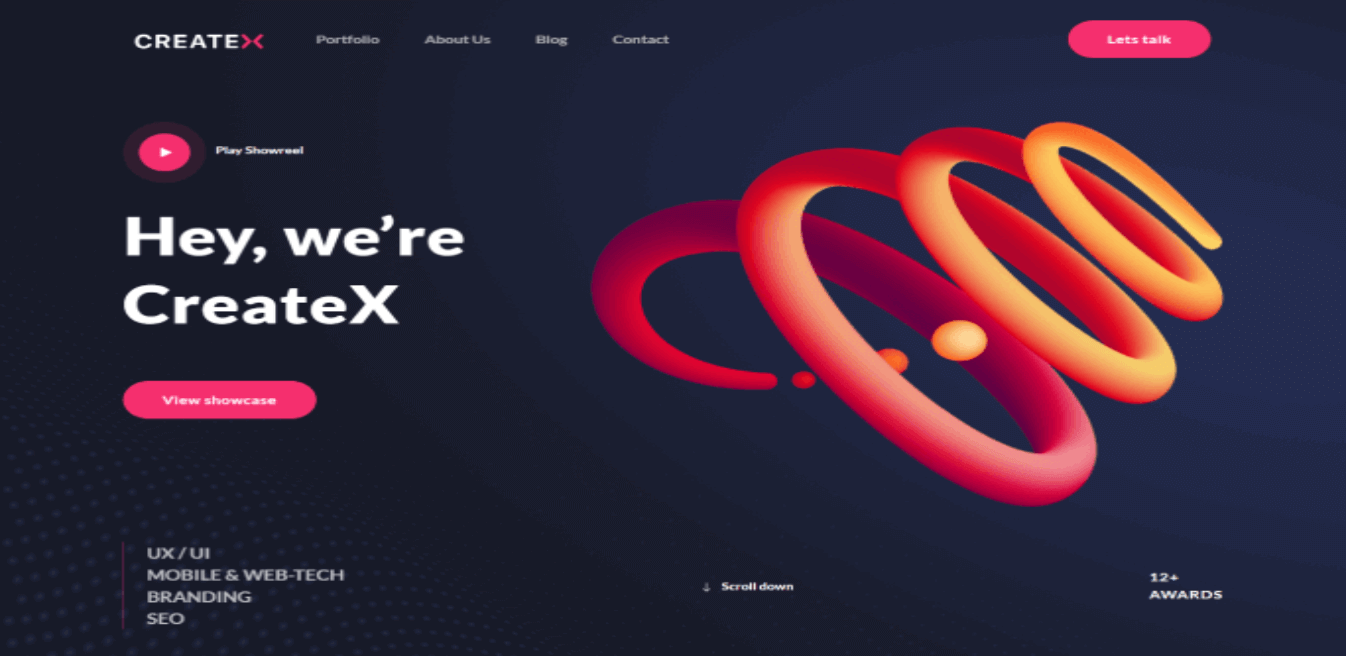 CREATEX
Portfolio
About Us
Blog
Contact
Lets talk
Play Showreel
Hey, we’re
CreateX
View showcase
UX / UI
MOBILE & WEB-TECH
BRANDING
SEO
Scroll down
12+
AWARDS